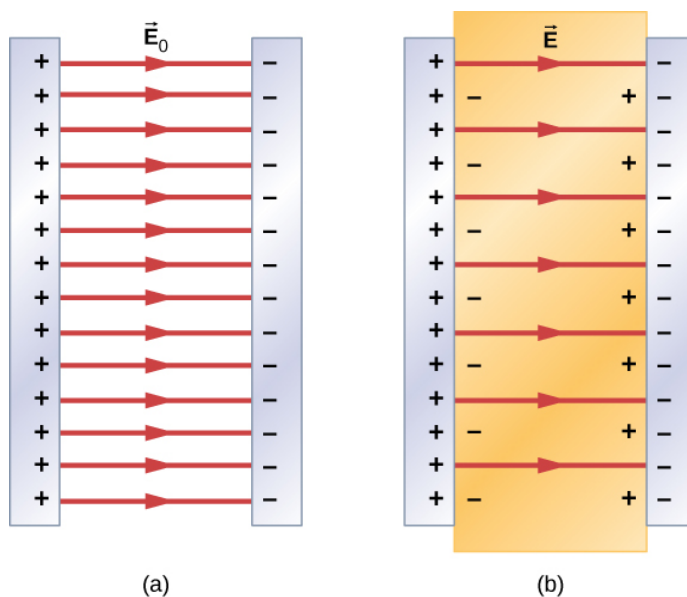 E⃗₀
E⃗
+ − + −
+ − + − + −
+ − + −
+ − + − + −
+ − + −
+ − + − + −
+ − + −
+ − + − + −
+ − + −
+ − + − + −
+ − + −
+ − + − + −
+ − + −
+ − + − + −
(a)
(b)